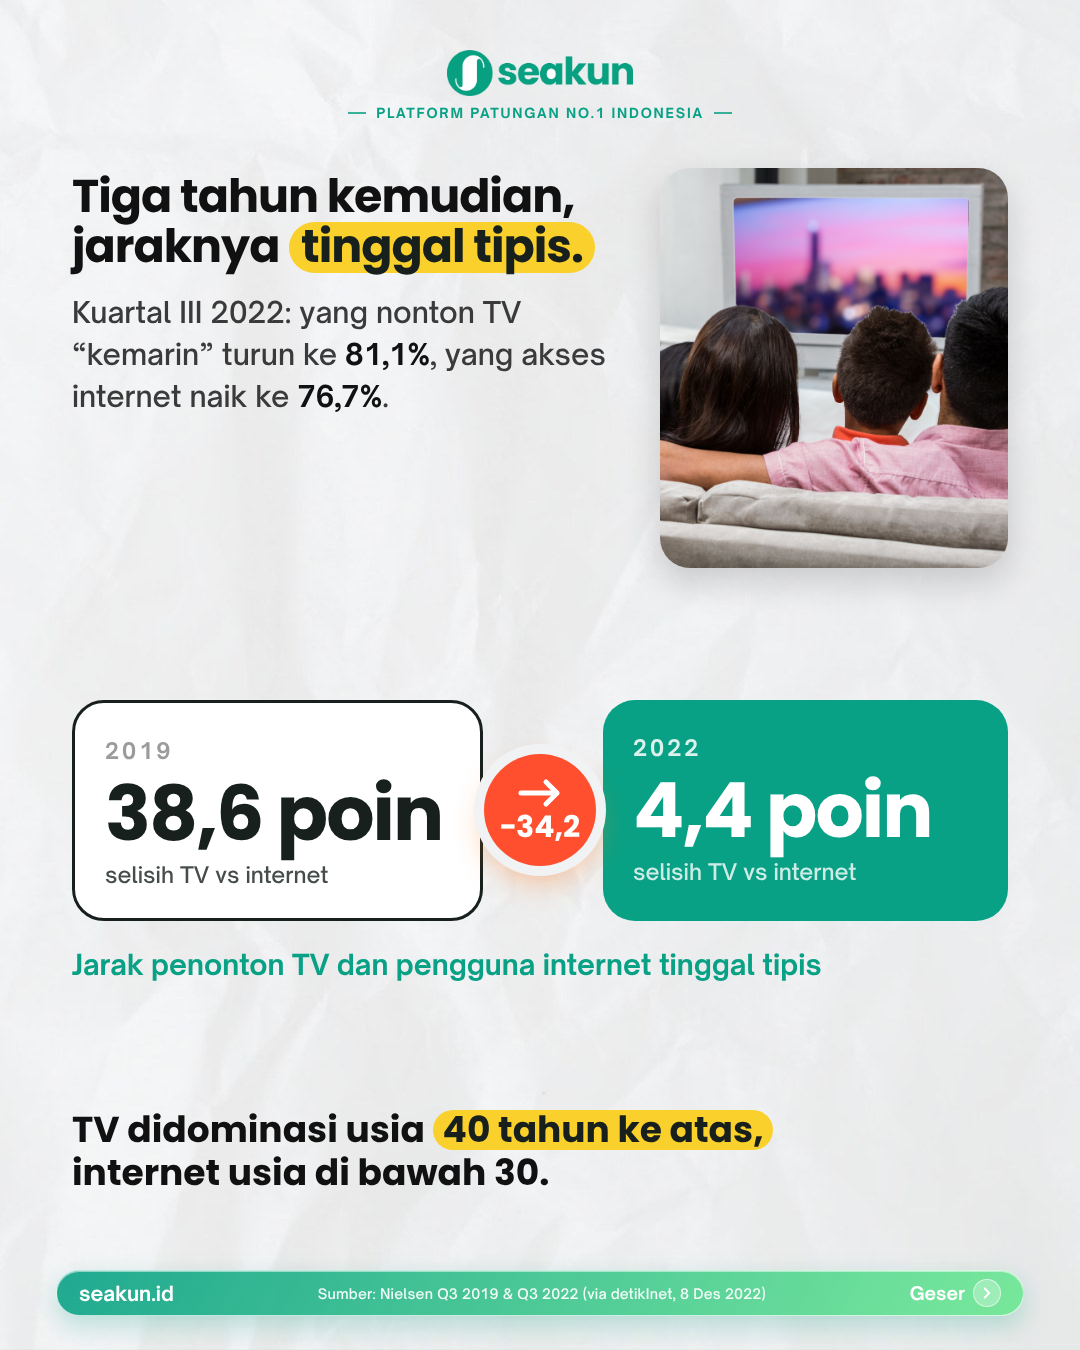 seakun
PLATFORM PATUNGAN NO.1 INDONESIA
Tiga tahun kemudian,
jaraknya tinggal tipis.
Kuartal III 2022: yang nonton TV
“kemarin” turun ke 81,1%, yang akses
internet naik ke 76,7%.
2019
38,6 poin
selisih TV vs internet
→
-34,2
2022
4,4 poin
selisih TV vs internet
Jarak penonton TV dan pengguna internet tinggal tipis
TV didominasi usia 40 tahun ke atas,
internet usia di bawah 30.
seakun.id
Sumber: Nielsen Q3 2019 & Q3 2022 (via detikInet, 8 Des 2022)
Geser